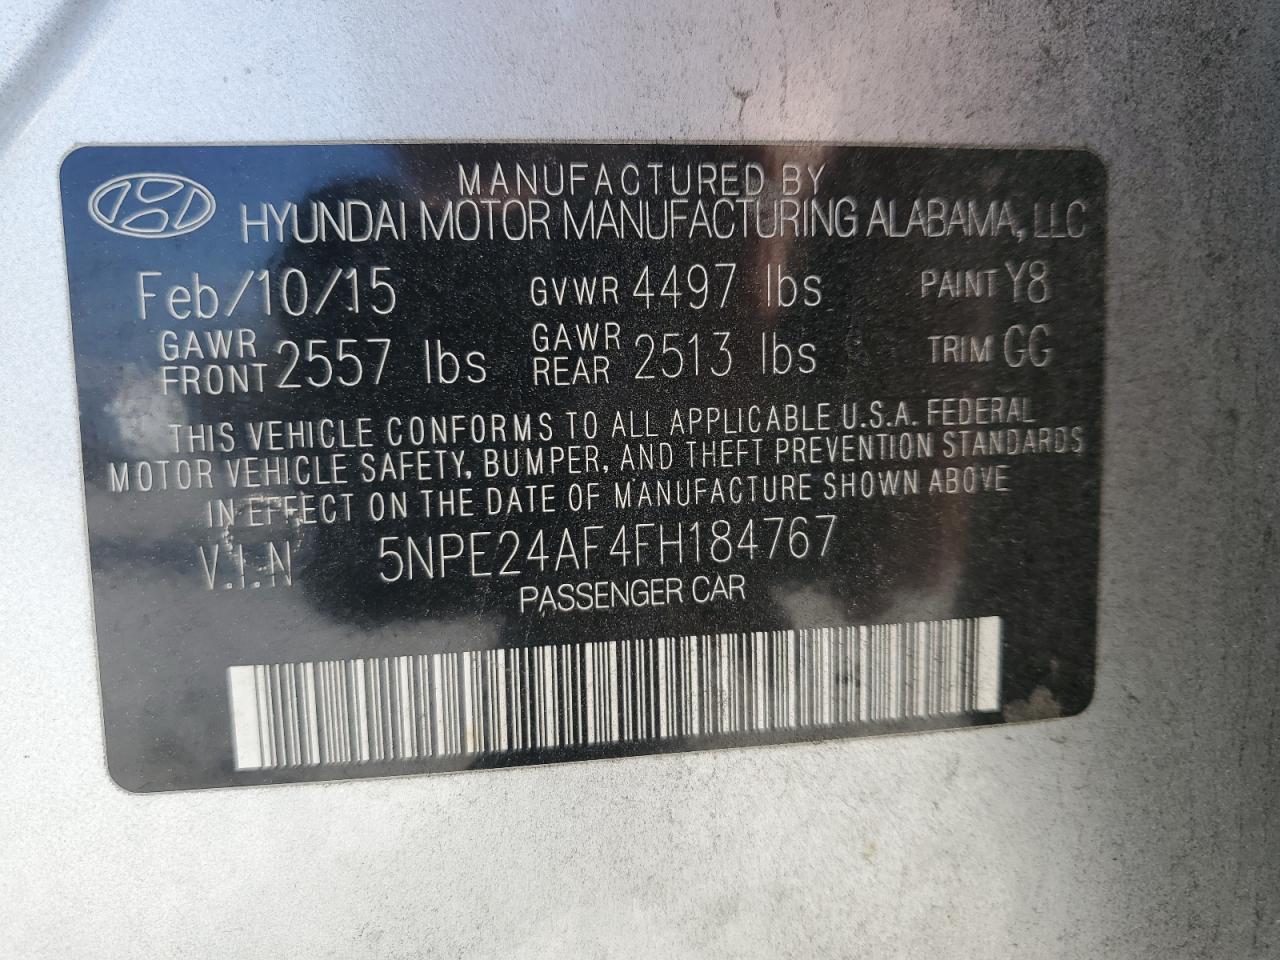 MANUFACTURED BY
HYUNDAI MOTOR MANUFACTURING ALABAMA, LLC
Feb/10/15 GVWR 4497 lbs PAINT Y8
GAWR FRONT 2557 lbs GAWR REAR 2513 lbs TRIM GG
THIS VEHICLE CONFORMS TO ALL APPLICABLE U.S.A. FEDERAL
MOTOR VEHICLE SAFETY, BUMPER, AND THEFT PREVENTION STANDARDS
IN EFFECT ON THE DATE OF MANUFACTURE SHOWN ABOVE
V.I.N 5NPE24AF4FH184767
PASSENGER CAR